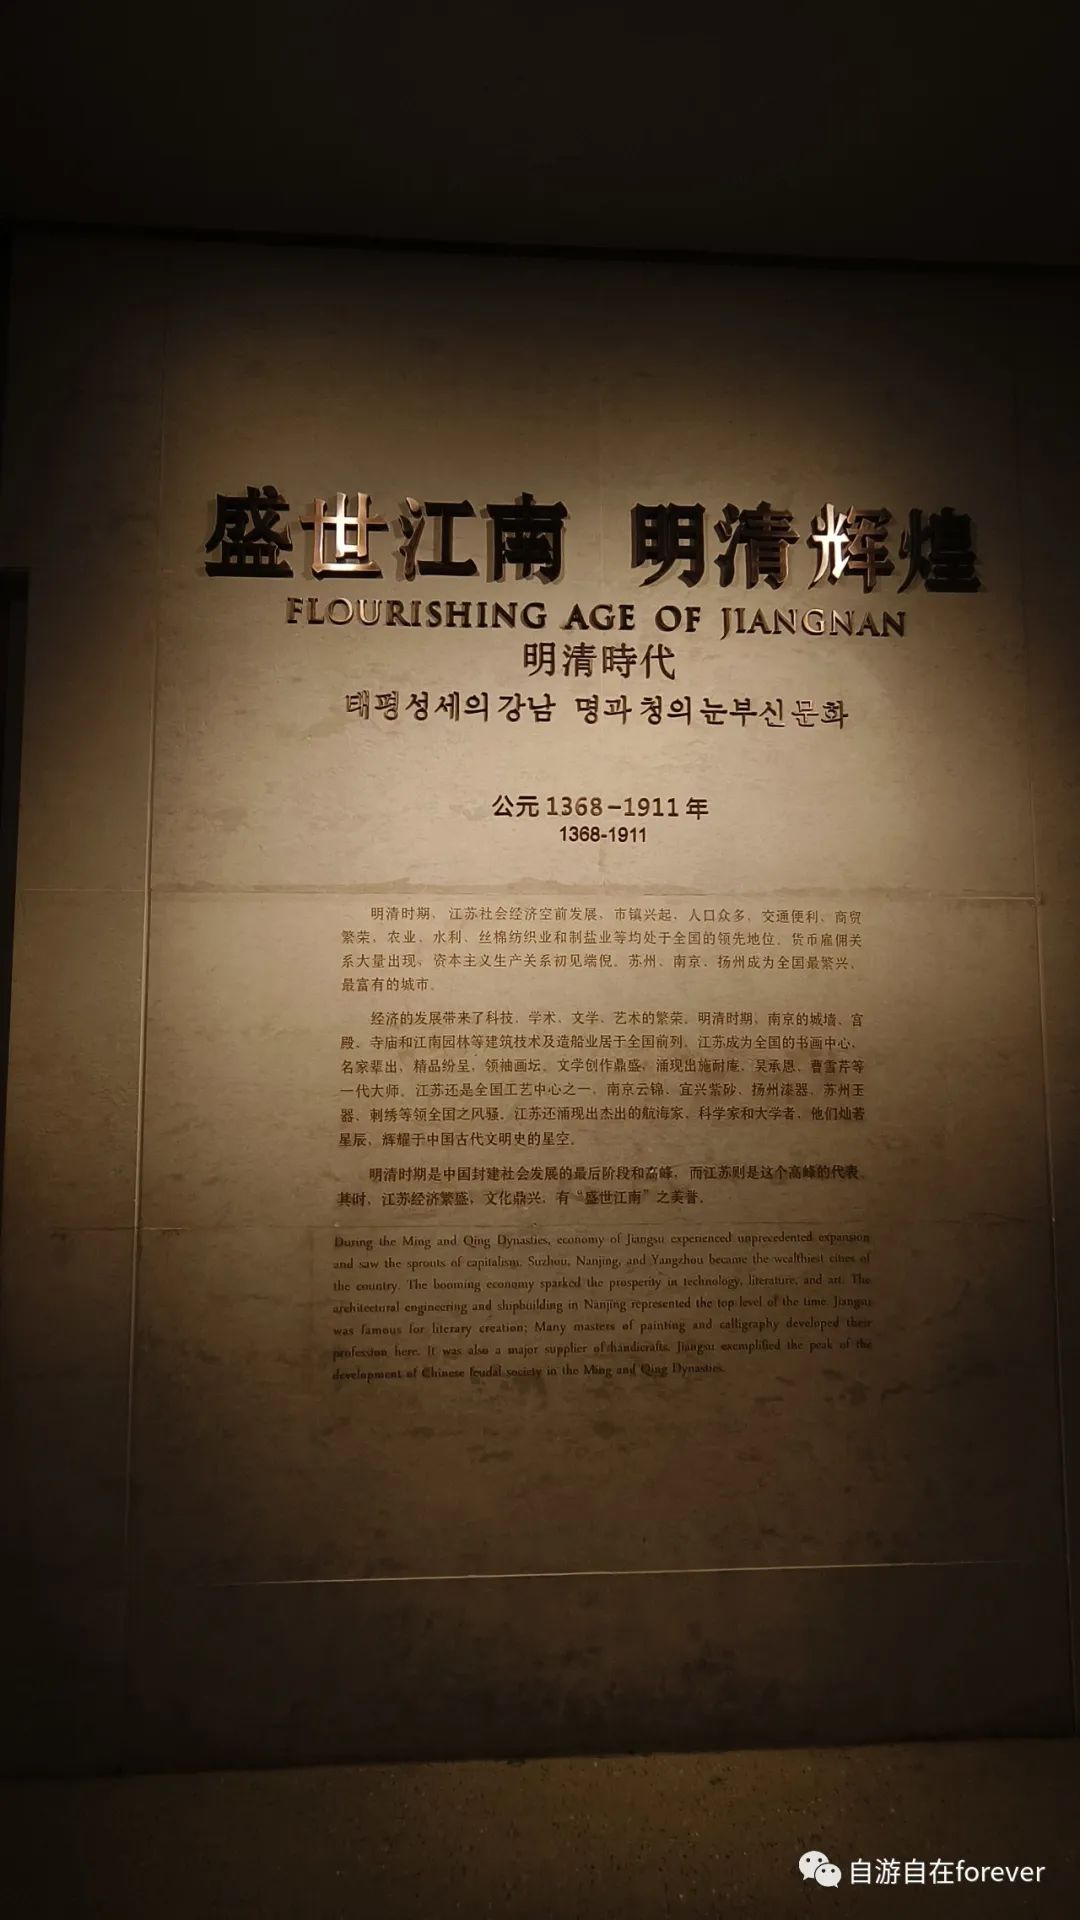 盛世江南 明清辉煌
FLOURISHING AGE OF JIANGNAN
明清時代
태평성세의강남 명과청의눈부신문화
公元1368-1911年
1368-1911
明清时期，江苏社会经济空前发展，市镇兴起，人口众多，交通便利，商贸
繁荣，农业、水利、丝棉纺织业和制盐业等均处于全国的领先地位。货币雇佣关
系大量出现，资本主义生产关系初见端倪。苏州、南京、扬州成为全国最繁兴、
最富有的城市。
经济的发展带来了科技、学术、文学、艺术的繁荣。明清时期，南京的城墙、宫
殿、寺庙和江南园林等建筑技术及造船业居于全国前列。江苏成为全国的书画中心，
名家辈出，精品纷呈，领袖画坛。文学创作鼎盛，涌现出施耐庵、吴承恩、曹雪芹等
一代大师。江苏还是全国工艺中心之一，南京云锦、宜兴紫砂、扬州漆器、苏州玉
器、刺绣等领全国之风骚。江苏还涌现出杰出的航海家、科学家和大学者，他们灿若
星辰，辉耀于中国古代文明史的星空。
明清时期是中国封建社会发展的最后阶段和高峰，而江苏则是这个高峰的代表。
其时，江苏经济繁盛，文化鼎兴，有“盛世江南”之美誉。
During the Ming and Qing Dynasties, economy of Jiangsu experienced unprecedented expansion
and saw the sprouts of capitalism. Suzhou, Nanjing, and Yangzhou became the wealthiest cities of
the country. The booming economy sparked the prosperity in technology, literature, and art. The
architectural engineering and shipbuilding in Nanjing represented the top level of the time. Jiangsu
was famous for literary creation; Many masters of painting and calligraphy developed their
profession here. It was also a major supplier of handicrafts. Jiangsu exemplified the peak of the
development of Chinese feudal society in the Ming and Qing Dynasties.
自游自在forever